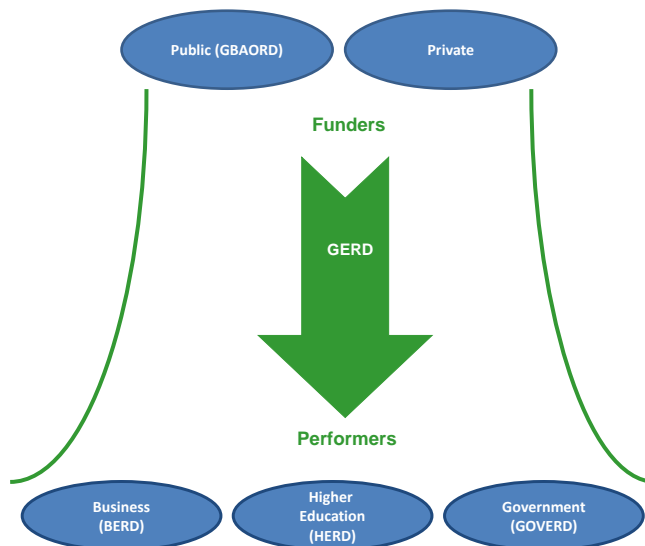 Public (GBAORD)
Private
Funders
GERD
Performers
Business
(BERD)
Higher
Education
(HERD)
Government
(GOVERD)